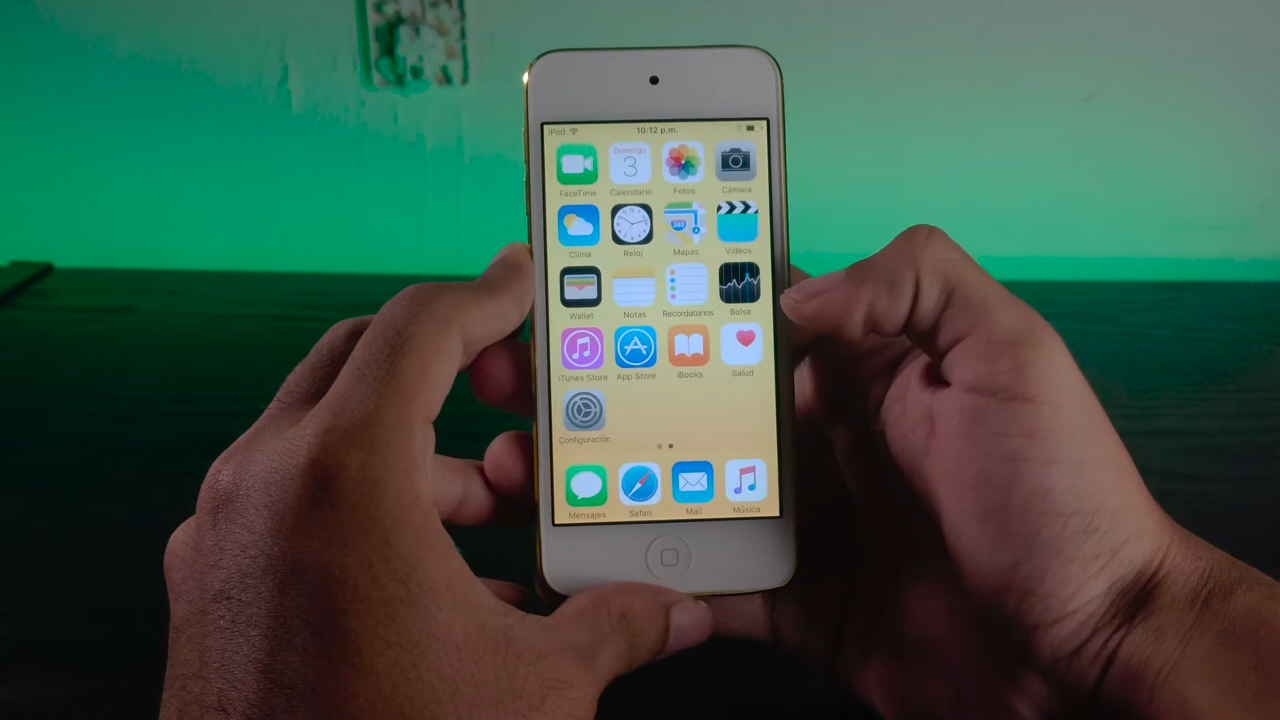 iPod 10:12 p.m.
Domingo
3
FaceTime Calendario Fotos Cámara
280
Clima Reloj Mapas Videos
Wallet Notas Recordatorios Bolsa
iTunes Store App Store iBooks Salud
Configuración
Mensajes Safari Mail Música